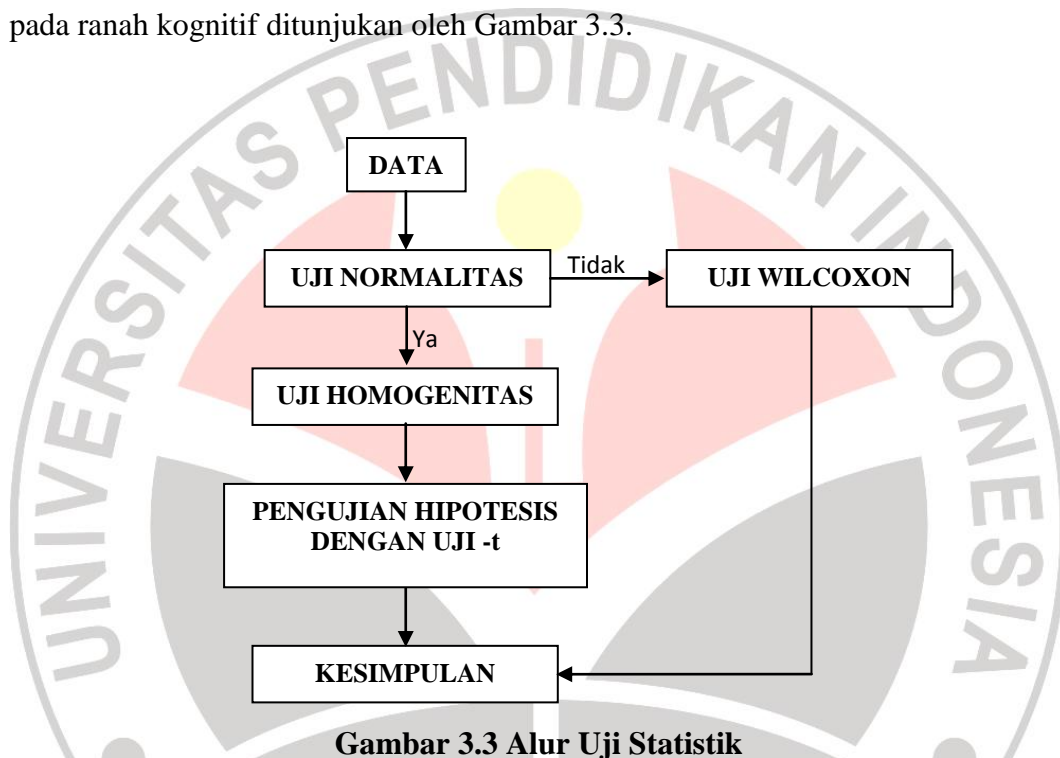 pada ranah kognitif ditunjukan oleh Gambar 3.3.
UNIVERSITAS PENDIDIKAN INDONESIA
DATA
UJI NORMALITAS
Tidak
UJI WILCOXON
Ya
UJI HOMOGENITAS
PENGUJIAN HIPOTESIS
DENGAN UJI -t
KESIMPULAN
Gambar 3.3 Alur Uji Statistik